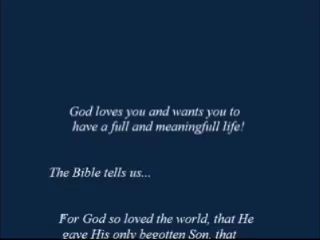 God loves you and wants you to
have a full and meaningfull life!
The Bible tells us...
For God so loved the world, that He
gave His only begotten Son, that